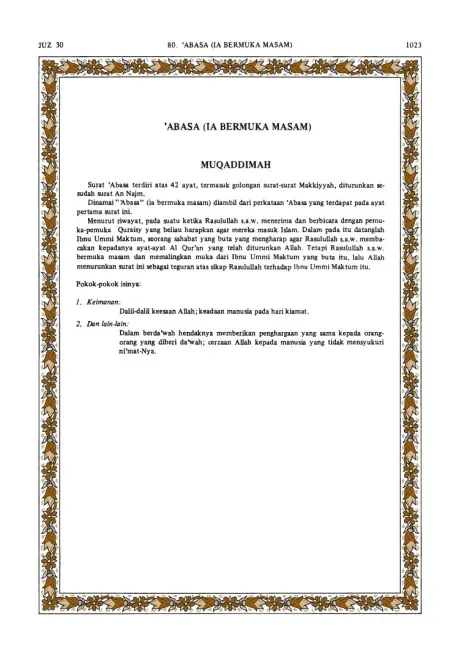 JUZ 30 80. 'ABASA (IA BERMUKA MASAM) 1023
'ABASA (IA BERMUKA MASAM)
MUQADDIMAH
Surat 'Abasa terdiri atas 42 ayat, termasuk golongan surat-surat Makkiyyah, diturunkan se-
sudah surat An Najm.
Dinamai "'Abasa" (ia bermuka masam) diambil dari perkataan 'Abasa yang terdapat pada ayat
pertama surat ini.
Menurut riwayat, pada suatu ketika Rasulullah s.a.w. menerima dan berbicara dengan pemu-
ka-pemuka Quraisy yang beliau harapkan agar mereka masuk Islam. Dalam pada itu datanglah
Ibnu Ummi Maktum, seorang sahabat yang buta yang mengharap agar Rasulullah s.a.w. memba-
cakan kepadanya ayat-ayat Al Qur'an yang telah diturunkan Allah. Tetapi Rasulullah s.a.w.
bermuka masam dan memalingkan muka dari Ibnu Ummi Maktum yang buta itu, lalu Allah
menurunkan surat ini sebagai teguran atas sikap Rasulullah terhadap Ibnu Ummi Maktum itu.
Pokok-pokok isinya:
1. Keimanan:
Dalil-dalil keesaan Allah; keadaan manusia pada hari kiamat.
2. Dan lain-lain:
Dalam berda'wah hendaknya memberikan penghargaan yang sama kepada orang-
orang yang diberi da'wah; cercaan Allah kepada manusia yang tidak mensyukuri
ni'mat-Nya.